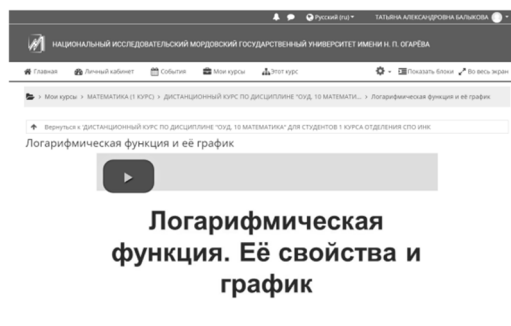 Русский (ru) ТАТЬЯНА АЛЕКСАНДРОВНА БАЛЫКОВА
НАЦИОНАЛЬНЫЙ ИССЛЕДОВАТЕЛЬСКИЙ МОРДОВСКИЙ ГОСУДАРСТВЕННЫЙ УНИВЕРСИТЕТ ИМЕНИ Н. П. ОГАРЁВА
Главная Личный кабинет События Мои курсы Этот курс Показать блоки Во весь экран
> Мои курсы > МАТЕМАТИКА (1 КУРС) > ДИСТАНЦИОННЫЙ КУРС ПО ДИСЦИПЛИНЕ "ОУД. 10 МАТЕМАТИ... > Логарифмическая функция и её график
Вернуться к 'ДИСТАНЦИОННЫЙ КУРС ПО ДИСЦИПЛИНЕ "ОУД. 10 МАТЕМАТИКА" ДЛЯ СТУДЕНТОВ 1 КУРСА ОТДЕЛЕНИЯ СПО ИНК
Логарифмическая функция и её график
Логарифмическая
функция. Её свойства и
график